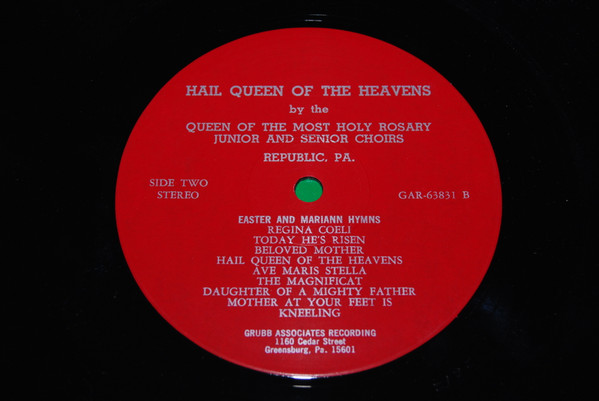 HAIL QUEEN OF THE HEAVENS
by the
QUEEN OF THE MOST HOLY ROSARY
JUNIOR AND SENIOR CHOIRS
REPUBLIC, PA.
SIDE TWO
STEREO
GAR-63831 B
EASTER AND MARIANN HYMNS
REGINA COELI
TODAY HE'S RISEN
BELOVED MOTHER
HAIL QUEEN OF THE HEAVENS
AVE MARIS STELLA
THE MAGNIFICAT
DAUGHTER OF A MIGHTY FATHER
MOTHER AT YOUR FEET IS
KNEELING
GRUBB ASSOCIATES RECORDING
1160 Cedar Street
Greensburg, Pa. 15601